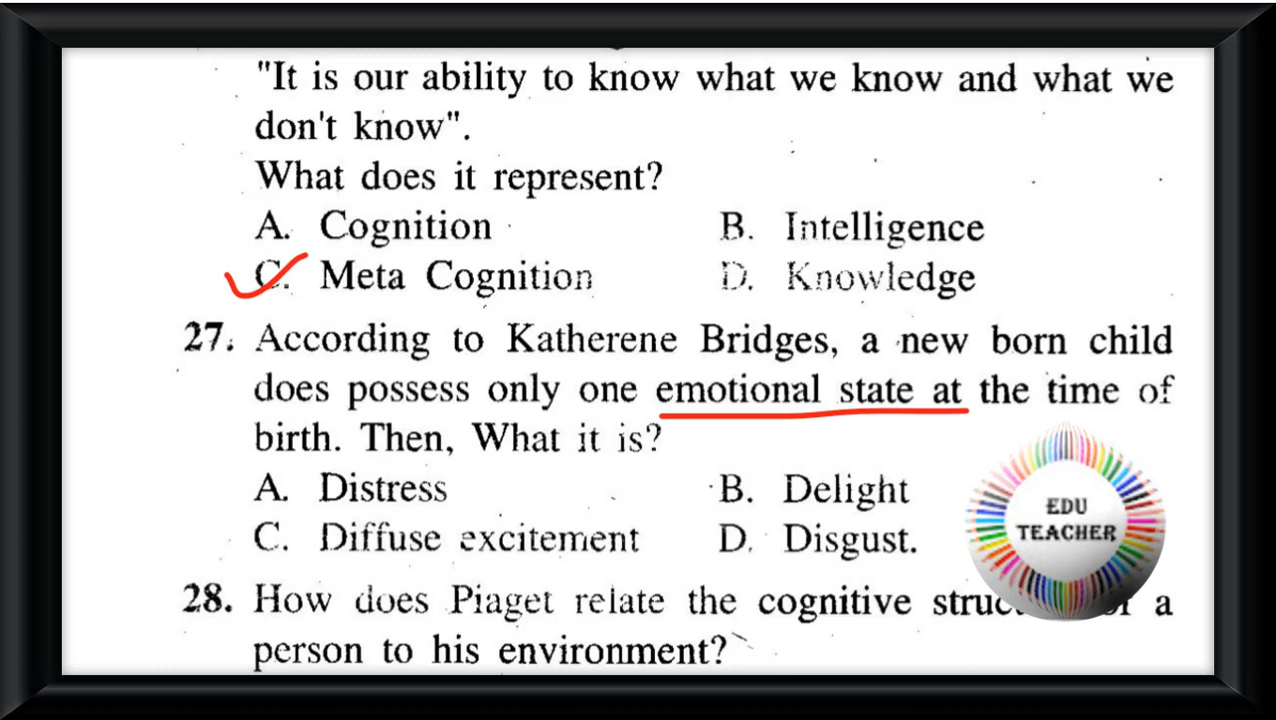 "It is our ability to know what we know and what we
don't know".
What does it represent?
A. Cognition
B. Intelligence
C. Meta Cognition
D. Knowledge
27. According to Katherene Bridges, a new born child
does possess only one emotional state at the time of
birth. Then, What it is?
A. Distress
B. Delight
C. Diffuse excitement
D. Disgust.
EDU
TEACHER
28. How does Piaget relate the cognitive a
person to his environment?